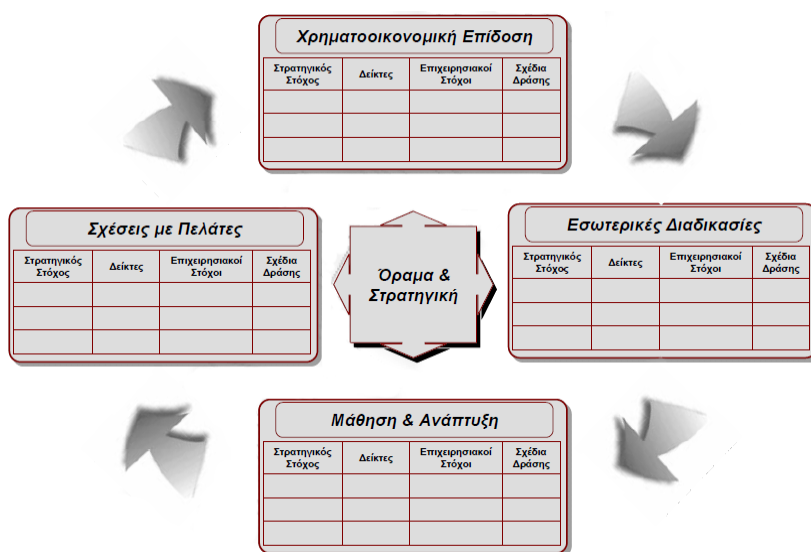 Χρηματοοικονομική Επίδοση
Στρατηγικός Στόχος Δείκτες Επιχειρησιακοί Στόχοι Σχέδια Δράσης
Σχέσεις με Πελάτες
Στρατηγικός Στόχος Δείκτες Επιχειρησιακοί Στόχοι Σχέδια Δράσης
Όραμα &
Στρατηγική
Εσωτερικές Διαδικασίες
Στρατηγικός Στόχος Δείκτες Επιχειρησιακοί Στόχοι Σχέδια Δράσης
Μάθηση & Ανάπτυξη
Στρατηγικός Στόχος Δείκτες Επιχειρησιακοί Στόχοι Σχέδια Δράσης